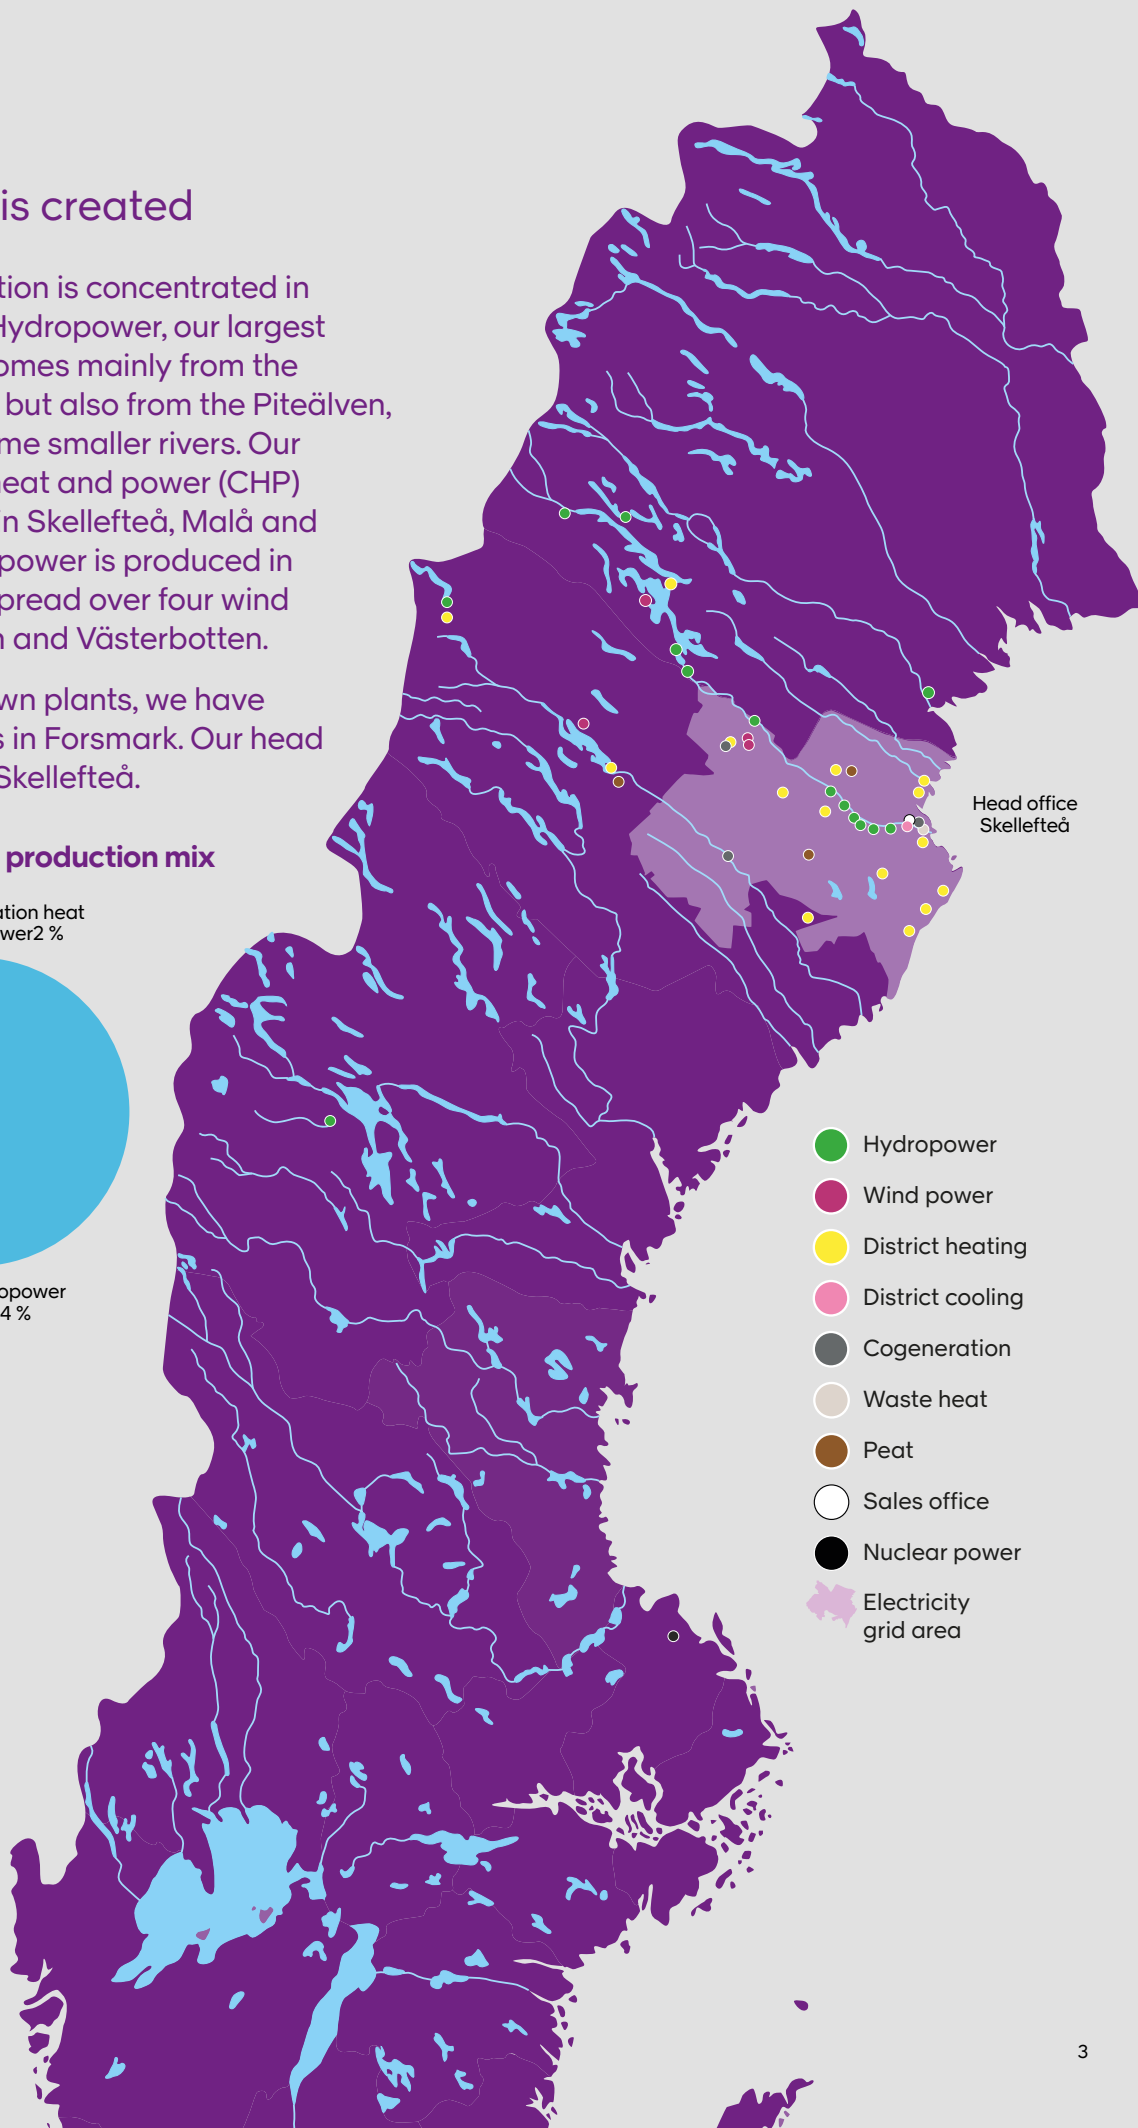 is created
tion is concentrated in
Hydropower, our largest
omes mainly from the
but also from the Piteälven,
me smaller rivers. Our
heat and power (CHP)
in Skellefteå, Malå and
power is produced in
pread over four wind
n and Västerbotten.
wn plants, we have
s in Forsmark. Our head
Skellefteå.
production mix
ation heat
wer2 %
opower
4 %
Head office
Skellefteå
Hydropower
Wind power
District heating
District cooling
Cogeneration
Waste heat
Peat
Sales office
Nuclear power
Electricity
grid area
3